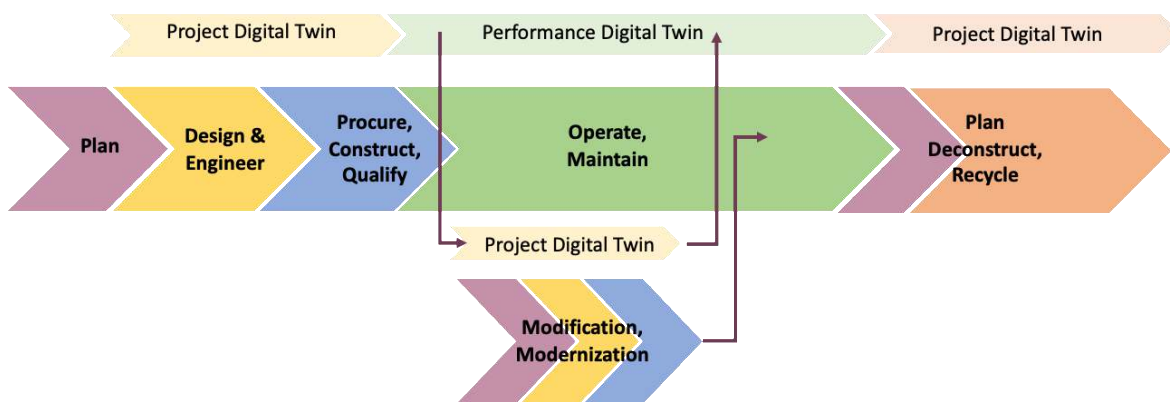 Project Digital Twin
Performance Digital Twin
Project Digital Twin
Plan
Design &
Engineer
Procure,
Construct,
Qualify
Operate,
Maintain
Plan
Deconstruct,
Recycle
Project Digital Twin
Modification,
Modernization